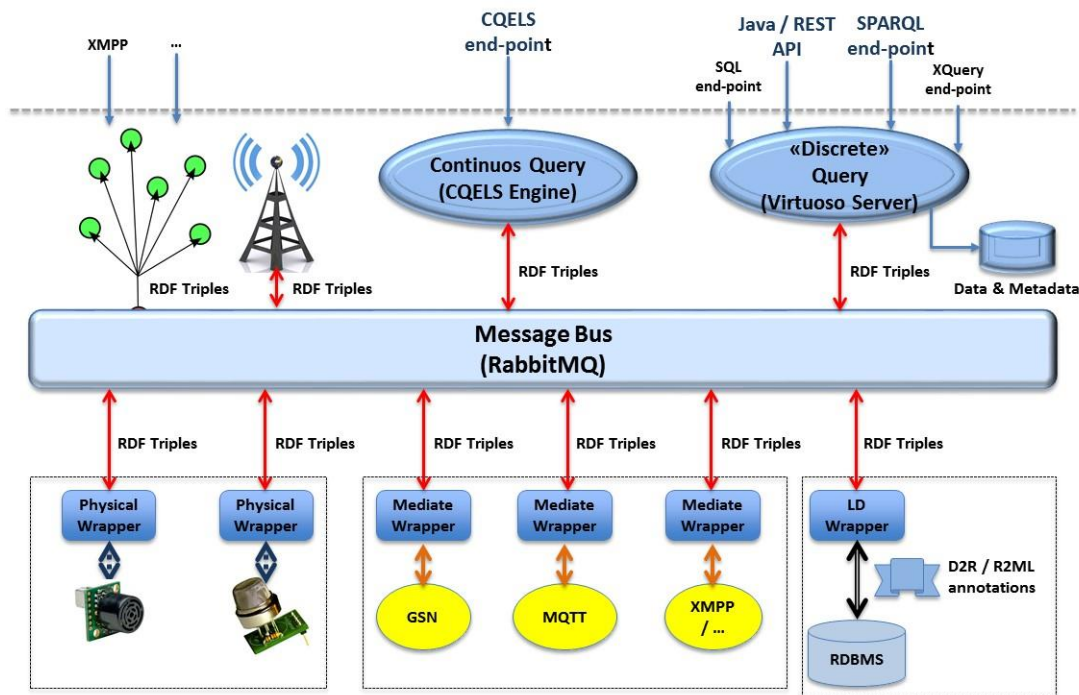 XMPP
...
CQELS
end-point
Java / REST
API
SPARQL
end-point
SQL
end-point
XQuery
end-point
Continuos Query
(CQELS Engine)
«Discrete»
Query
(Virtuoso Server)
RDF Triples
RDF Triples
RDF Triples
RDF Triples
Data & Metadata
Message Bus
(RabbitMQ)
RDF Triples
RDF Triples
RDF Triples
RDF Triples
RDF Triples
RDF Triples
Physical
Wrapper
Physical
Wrapper
Mediate
Wrapper
Mediate
Wrapper
Mediate
Wrapper
LD
Wrapper
D2R / R2ML
annotations
GSN
MQTT
XMPP
/ ...
RDBMS